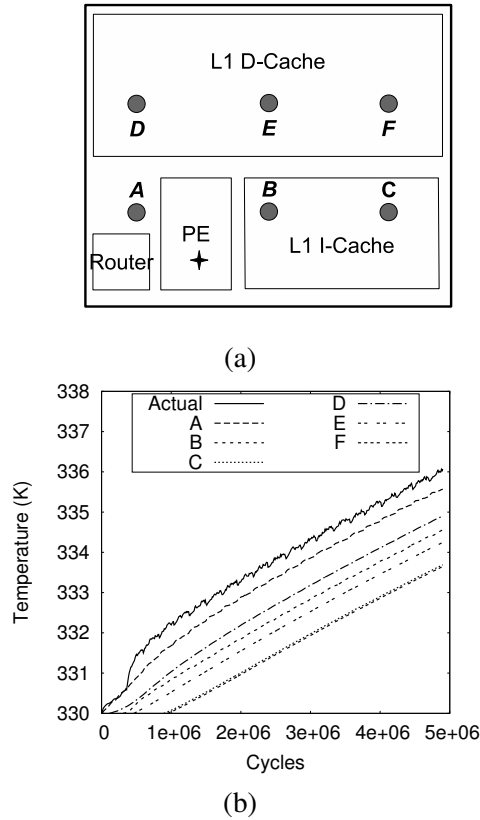 L1 D-Cache
D E F
A B C
PE
Router
L1 I-Cache
(a)
338
337
336
335
334
333
332
331
330
Temperature (K)
Actual
A
B
C
D
E
F
0 1e+06 2e+06 3e+06 4e+06 5e+06
Cycles
(b)